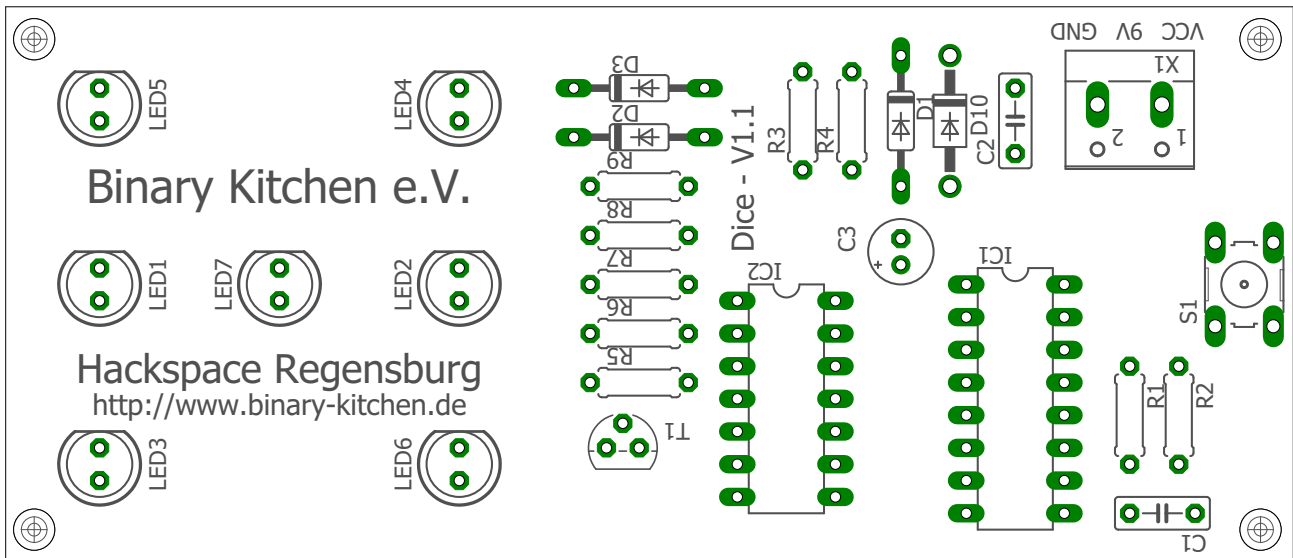 GND 9V VCC
X1
2 1
LED5
LED4
D3
D2
R9
R8
R7
R6
R5
T1
Dice - V1.1
R3
R4
D1
D10
C2
C3
+
Binary Kitchen e.V.
LED1
LED7
LED2
IC2
IC1
S1
Hackspace Regensburg
http://www.binary-kitchen.de
R1
R2
LED3
LED6
C1